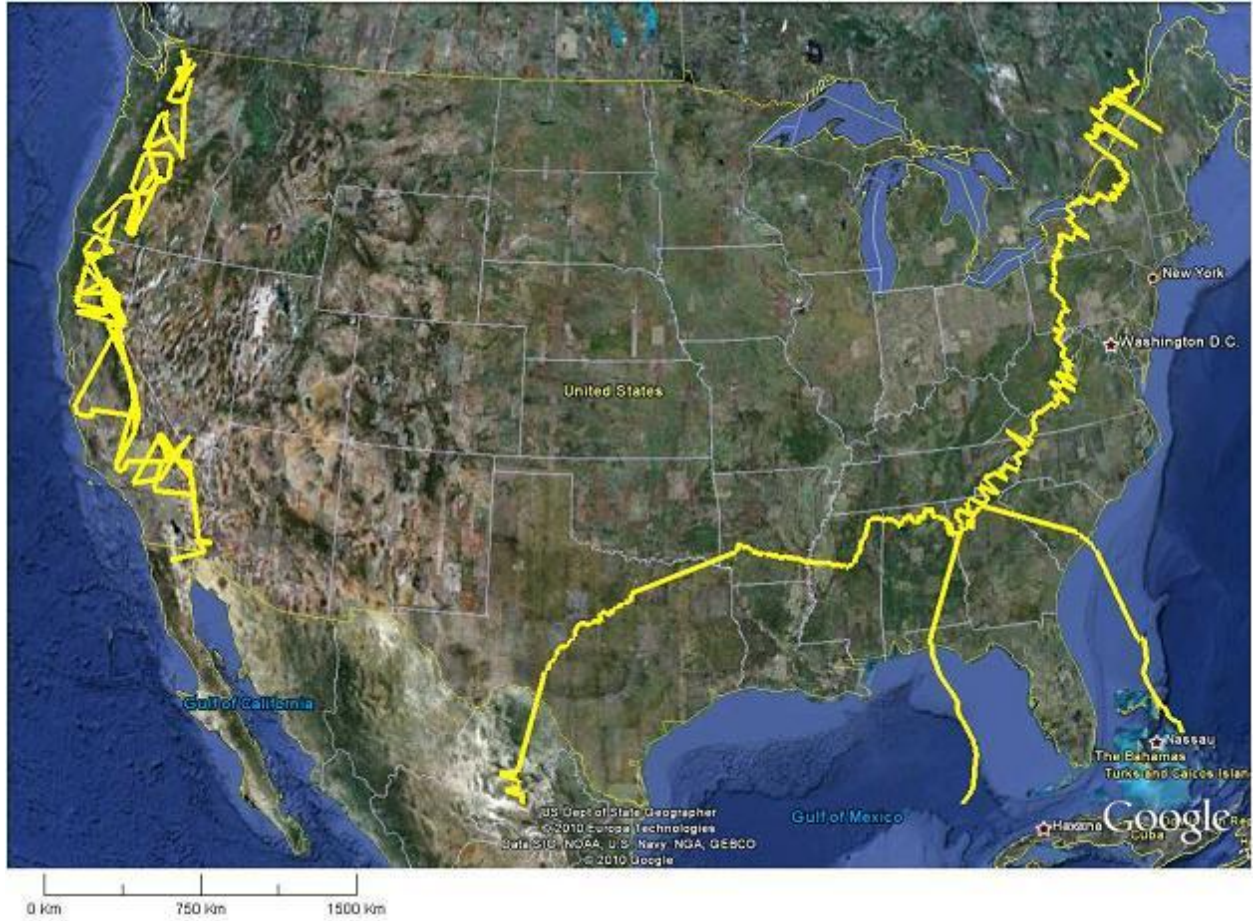 New York
Washington D.C.
United States
Gulf of California
Nassau
The Bahamas
Turks and Caicos Islan
US Dept of State Geographer
© 2010 Europa Technologies
Data SIO, NOAA, U.S. Navy, NGA, GEBCO
© 2010 Google
Gulf of Mexico
Havana
Cuba
Google
0 Km 750 Km 1500 Km